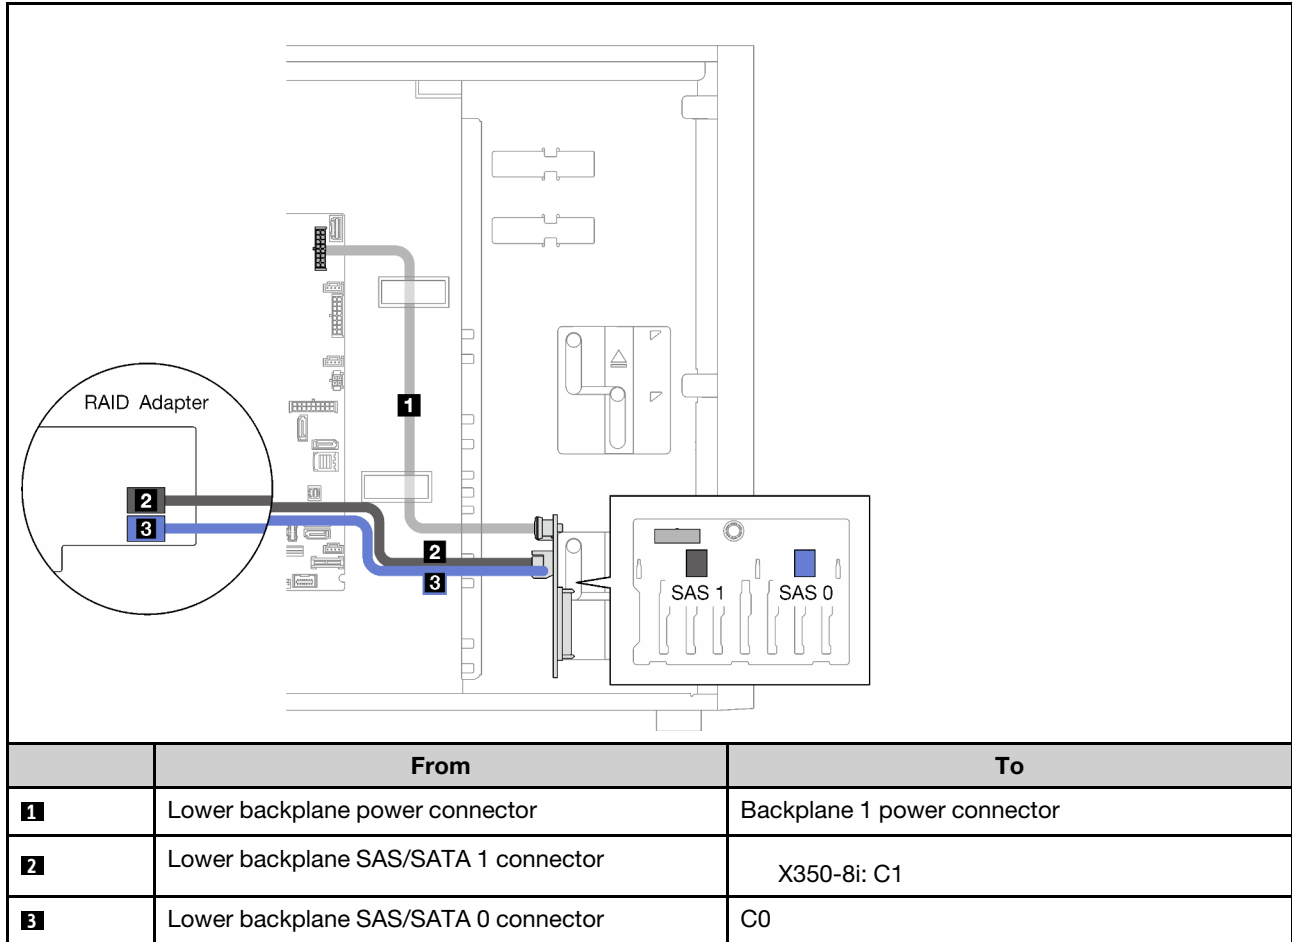 RAID Adapter
1
2
3
2
3
SAS 1 SAS 0
From To
1 Lower backplane power connector Backplane 1 power connector
2 Lower backplane SAS/SATA 1 connector X350-8i: C1
3 Lower backplane SAS/SATA 0 connector C0